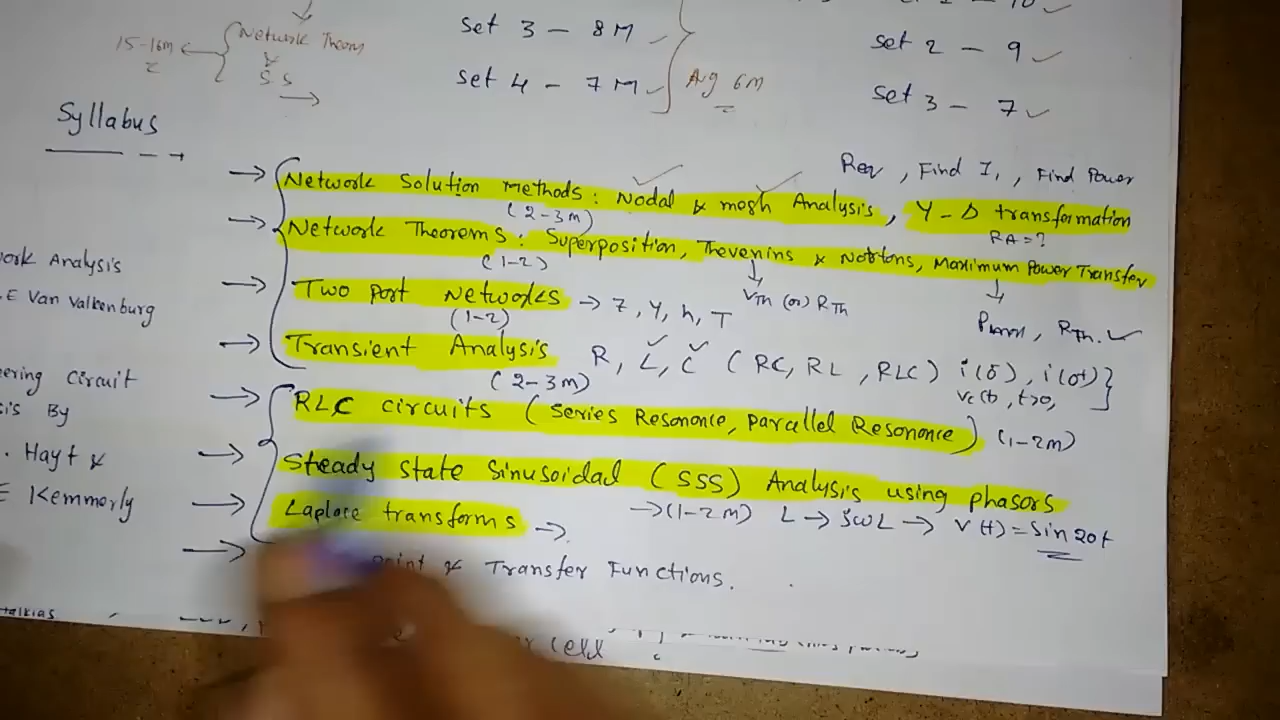 set 3 - 8M
set 4 - 7M
Avg 6m
set 2 - 9
set 3 - 7
15-16m
Network Theory
&
S S
Syllabus
Req , Find I, , Find Power
Network Solution methods : Nodal & mesh Analysis , Y - Δ transformation
(2-3m)
RA = ?
Network Theorems : Superposition, Thevenins & Nortons, Maximum Power Transfer
(1-2)
VTh (or) RTh
Pmax, RTh.
Two port Networks → Z, Y, h, T
(1-2)
Transient Analysis R, L, C ( RC, RL , RLC) i(0⁻) , i(0⁺)}
(2-3m)
Vc(t) , t>0,
RLC circuits ( Series Resonance, parallel Resonance ) (1-2m)
Steady state Sinusoidal ( SSS) Analysis using phasors
→(1-2m) L → jωL → V(t) = Sin 20t
Laplace transforms →
point & Transfer Functions.
ork Analysis
.E Van Valkenburg
eering Circuit
is By
. Hayt &
E Kemmerly